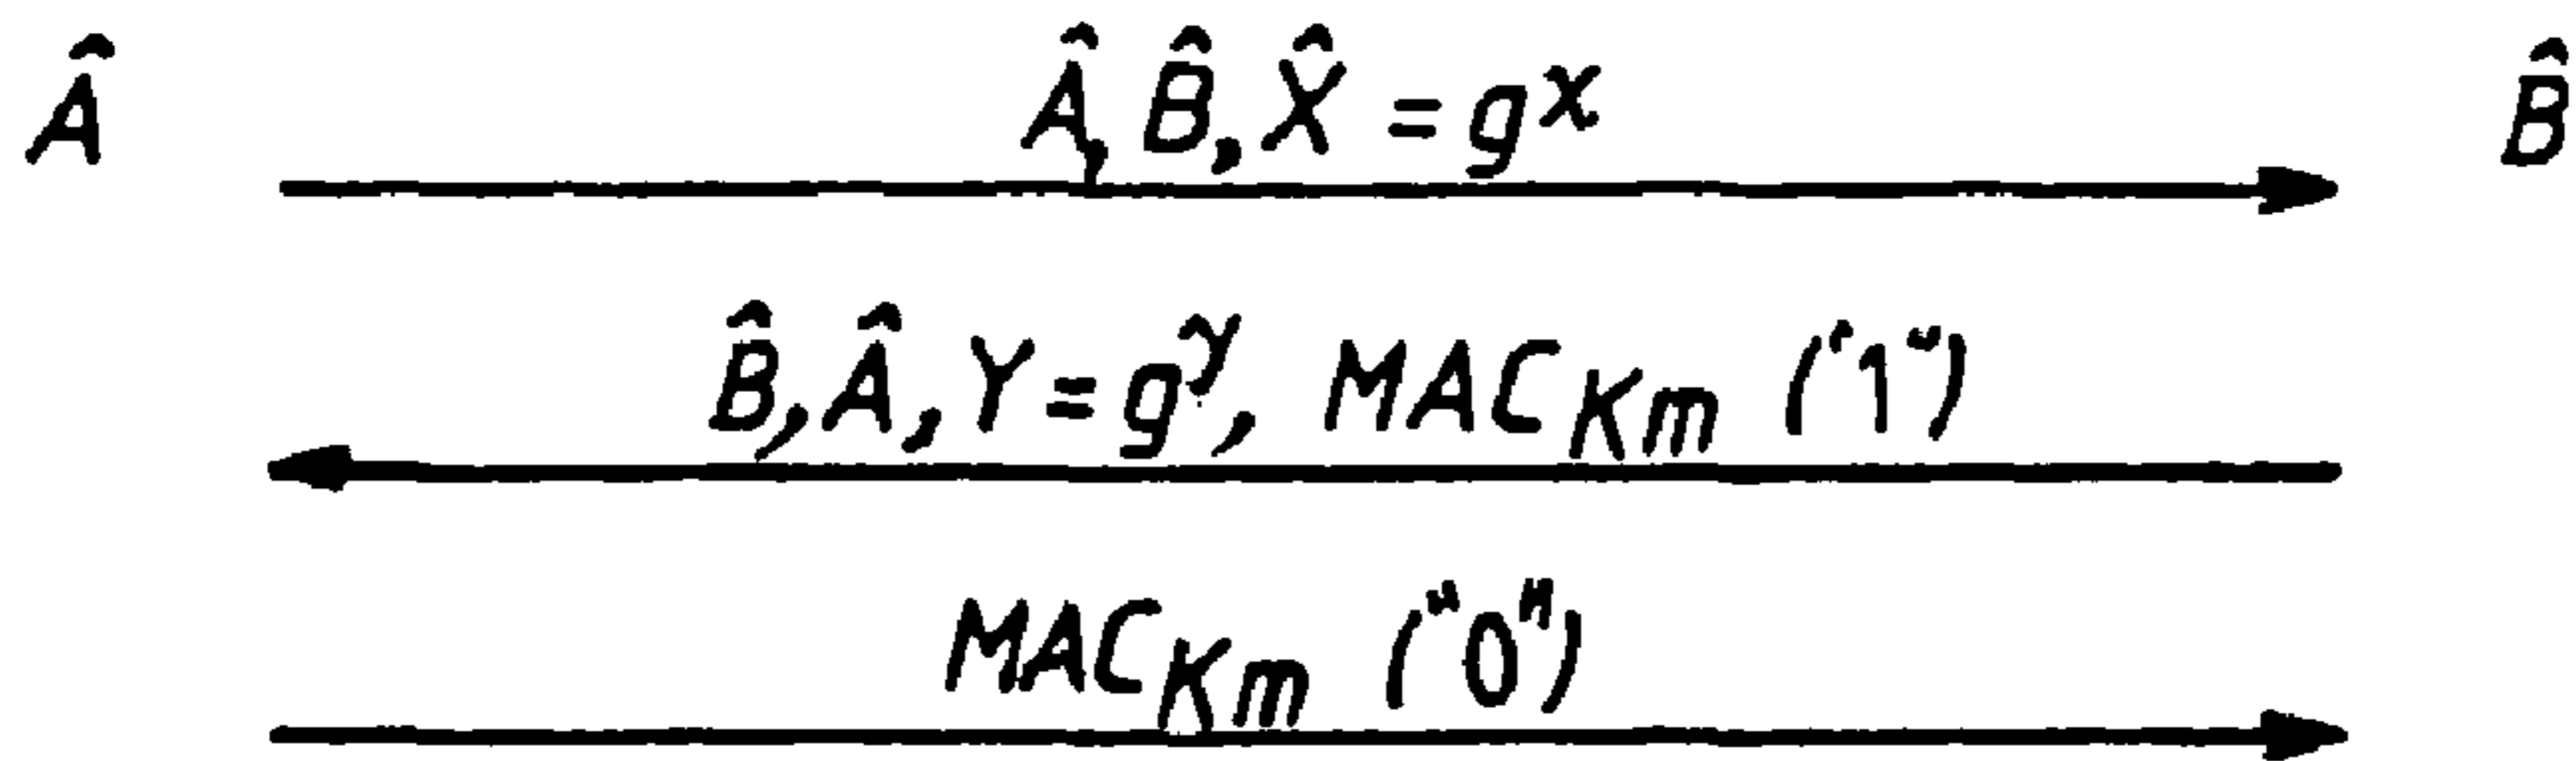 Â B̂
Â, B̂, X̂ = g^x
B̂, Â, Y = g^y, MAC_Km ("1")
MAC_Km ("0")